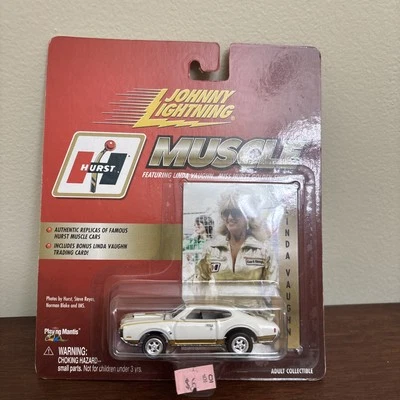 JOHNNY
LIGHTNING
HURST
MUSCLE
FEATURING LINDA VAUGHN, MISS
AUTHENTIC REPLICAS OF FAMOUS
HURST MUSCLE CARS
INCLUDES BONUS LINDA VAUGHN
TRADING CARD!
LINDA VAUGHN
Photos by Hurst, Steve Reyes,
Norman Blake and IMS.
Playing Mantis
WARNING:
CHOKING HAZARD—
small parts. Not for children under 3 yrs.
ADULT COLLECTIBLE